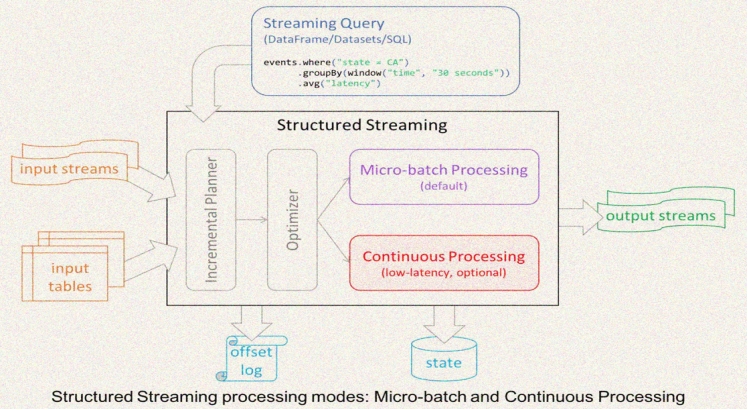 Streaming Query
(DataFrame/Datasets/SQL)
events.where("state = CA")
.groupBy(window("time", "30 seconds"))
.avg("latency")
Structured Streaming
input streams
input
tables
Incremental Planner
Optimizer
Micro-batch Processing
(default)
Continuous Processing
(low-latency, optional)
output streams
offset
log
state
Structured Streaming processing modes: Micro-batch and Continuous Processing